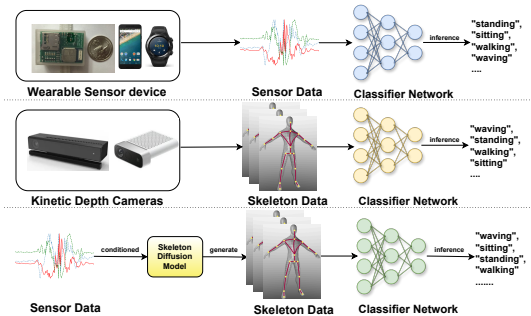 Wearable Sensor device
Sensor Data
Classifier Network
inference
"standing",
"sitting",
"walking",
"waving"
....
Kinetic Depth Cameras
Skeleton Data
Classifier Network
inference
"waving",
"standing",
"walking",
"sitting"
....
Sensor Data
conditioned
Skeleton
Diffusion
Model
generate
Skeleton Data
Classifier Network
inference
"waving",
"sitting",
"standing",
"walking"
.......